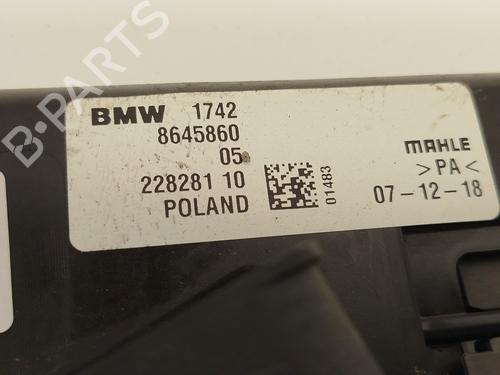 BMW 1742
8645860
05
228281 10
POLAND
01483
MAHLE
>PA<
07-12-18
B-PARTS